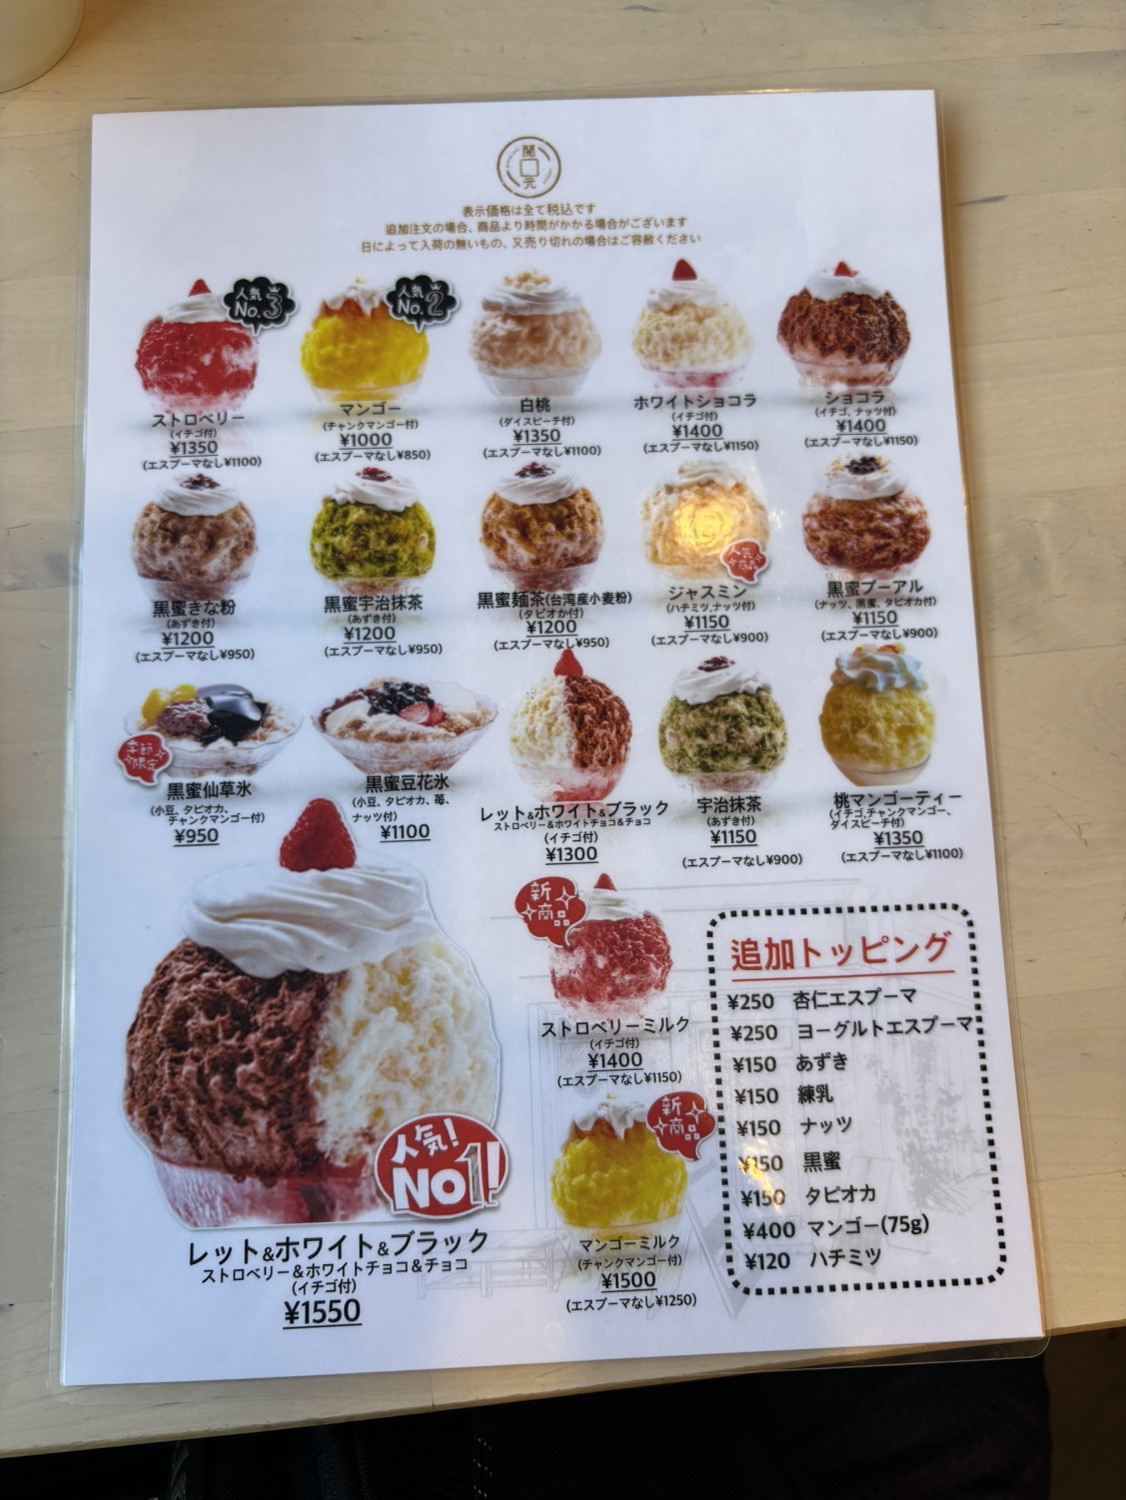 開
元
表示価格は全て税込です
追加注文の場合、商品より時間がかかる場合がございます
日によって入荷の無いもの、又売り切れの場合はご容赦ください
人気
No.3
ストロベリー
(イチゴ付)
¥1350
(エスプーマなし¥1100)
人気
No.2
マンゴー
(チャンクマンゴー付)
¥1000
(エスプーマなし¥850)
白桃
(ダイスピーチ付)
¥1350
(エスプーマなし¥1100)
ホワイトショコラ
(イチゴ付)
¥1400
(エスプーマなし¥1150)
ショコラ
(イチゴ、ナッツ付)
¥1400
(エスプーマなし¥1150)
黒蜜きな粉
(あずき付)
¥1200
(エスプーマなし¥950)
黒蜜宇治抹茶
(あずき付)
¥1200
(エスプーマなし¥950)
黒蜜麺茶(台湾産小麦粉)
(タピオか付)
¥1200
(エスプーマなし¥950)
人気
ジャスミン
(ハチミツ,ナッツ付)
¥1150
(エスプーマなし¥900)
黒蜜プーアル
(ナッツ、黒蜜、タピオカ付)
¥1150
(エスプーマなし¥900)
季節
限定
黒蜜仙草氷
(小豆、タピオカ、
チャンクマンゴー付)
¥950
黒蜜豆花氷
(小豆、タピオカ、苺、
ナッツ付)
¥1100
レット&ホワイト&ブラック
ストロベリー&ホワイトチョコ&チョコ
(イチゴ付)
¥1300
宇治抹茶
(あずき付)
¥1150
(エスプーマなし¥900)
桃マンゴーティー
(イチゴ,チャンクマンゴー、
ダイスピーチ付)
¥1350
(エスプーマなし¥1100)
人気!
No1!
レット&ホワイト&ブラック
ストロベリー&ホワイトチョコ&チョコ
(イチゴ付)
¥1550
新
商品
ストロベリーミルク
(イチゴ付)
¥1400
(エスプーマなし¥1150)
新
商品
マンゴーミルク
(チャンクマンゴー付)
¥1500
(エスプーマなし¥1250)
追加トッピング
¥250 杏仁エスプーマ
¥250 ヨーグルトエスプーマ
¥150 あずき
¥150 練乳
¥150 ナッツ
¥150 黒蜜
¥150 タピオカ
¥400 マンゴー(75g)
¥120 ハチミツ